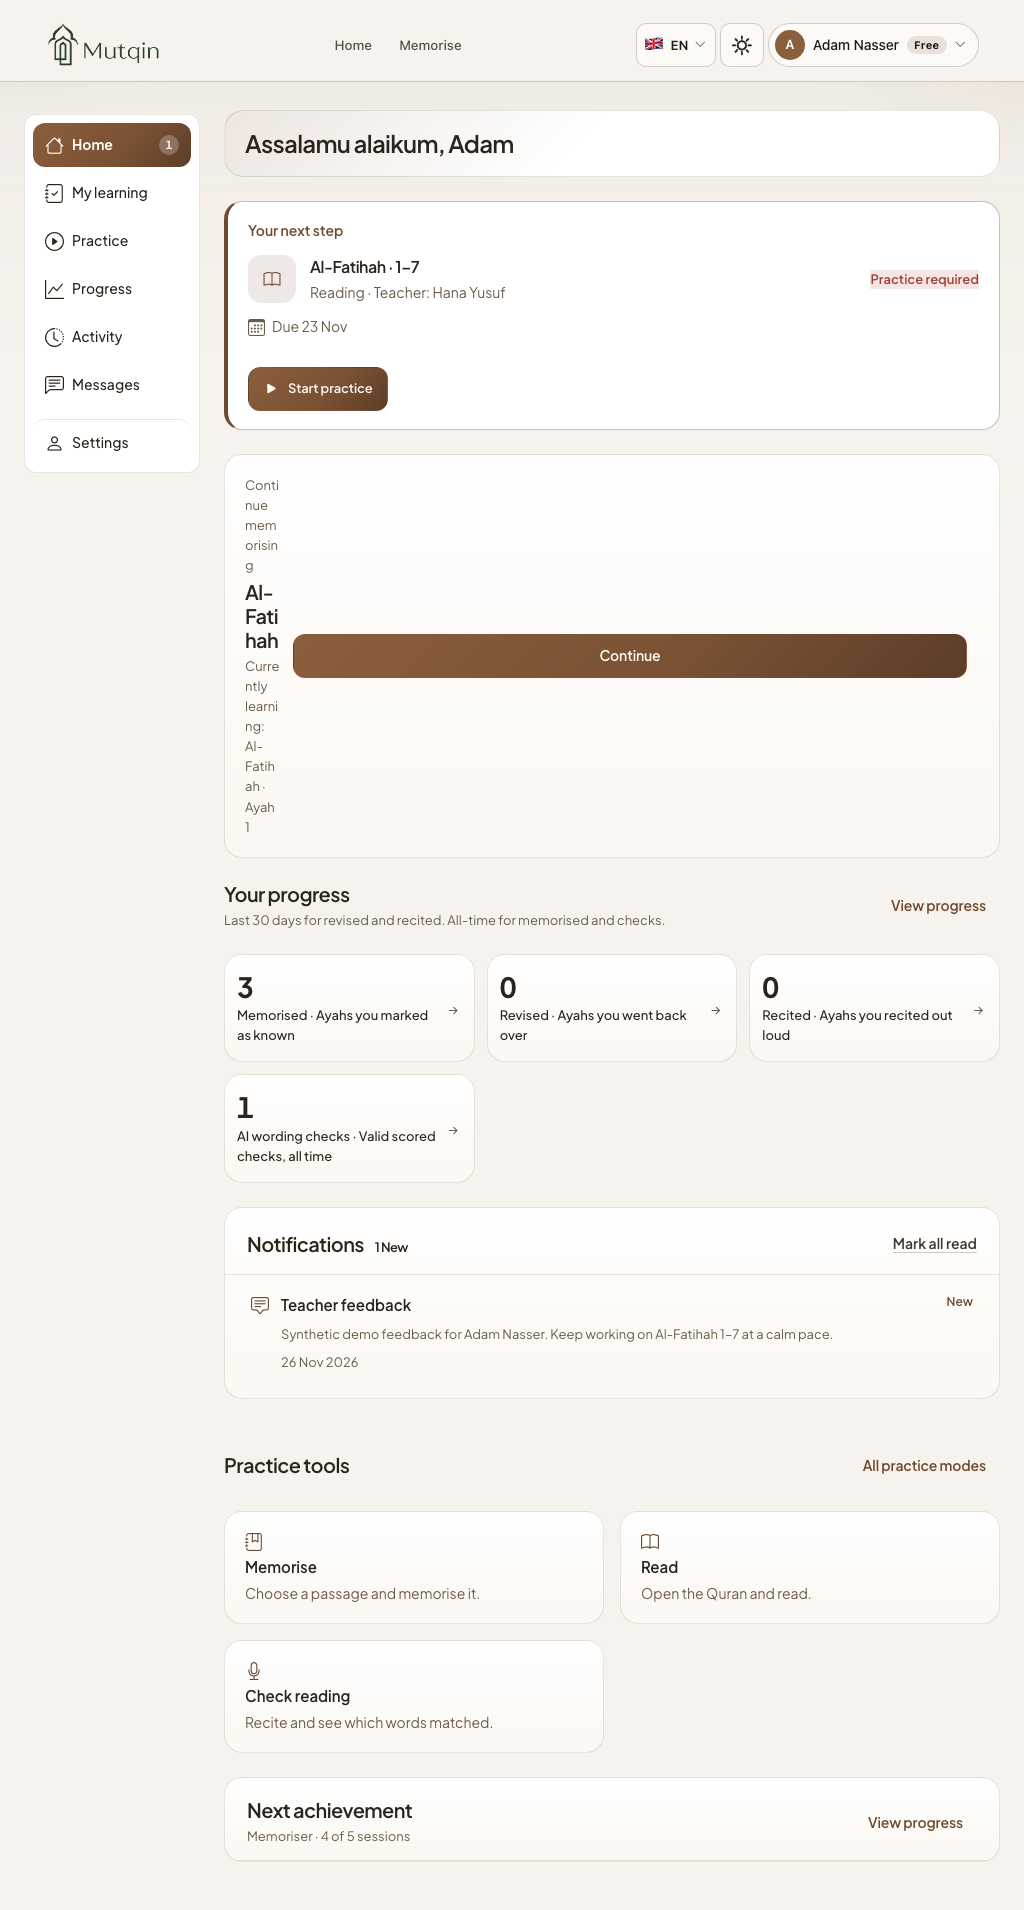 Mutqin
Home
Memorise
EN
A
Adam Nasser
Free
Home
1
My learning
Practice
Progress
Activity
Messages
Settings
Assalamu alaikum, Adam
Your next step
Al-Fatihah · 1–7
Reading · Teacher: Hana Yusuf
Practice required
Due 23 Nov
Start practice
Conti
nue
mem
orisin
g
Al-
Fati
hah
Curre
ntly
learni
ng:
Al-
Fatih
ah ·
Ayah
1
Continue
Your progress
Last 30 days for revised and recited. All-time for memorised and checks.
View progress
3
Memorised · Ayahs you marked
as known
→
0
Revised · Ayahs you went back
over
→
0
Recited · Ayahs you recited out
loud
→
1
AI wording checks · Valid scored
checks, all time
→
Notifications
1 New
Mark all read
Teacher feedback
New
Synthetic demo feedback for Adam Nasser. Keep working on Al-Fatihah 1–7 at a calm pace.
26 Nov 2026
Practice tools
All practice modes
Memorise
Choose a passage and memorise it.
Read
Open the Quran and read.
Check reading
Recite and see which words matched.
Next achievement
Memoriser · 4 of 5 sessions
View progress